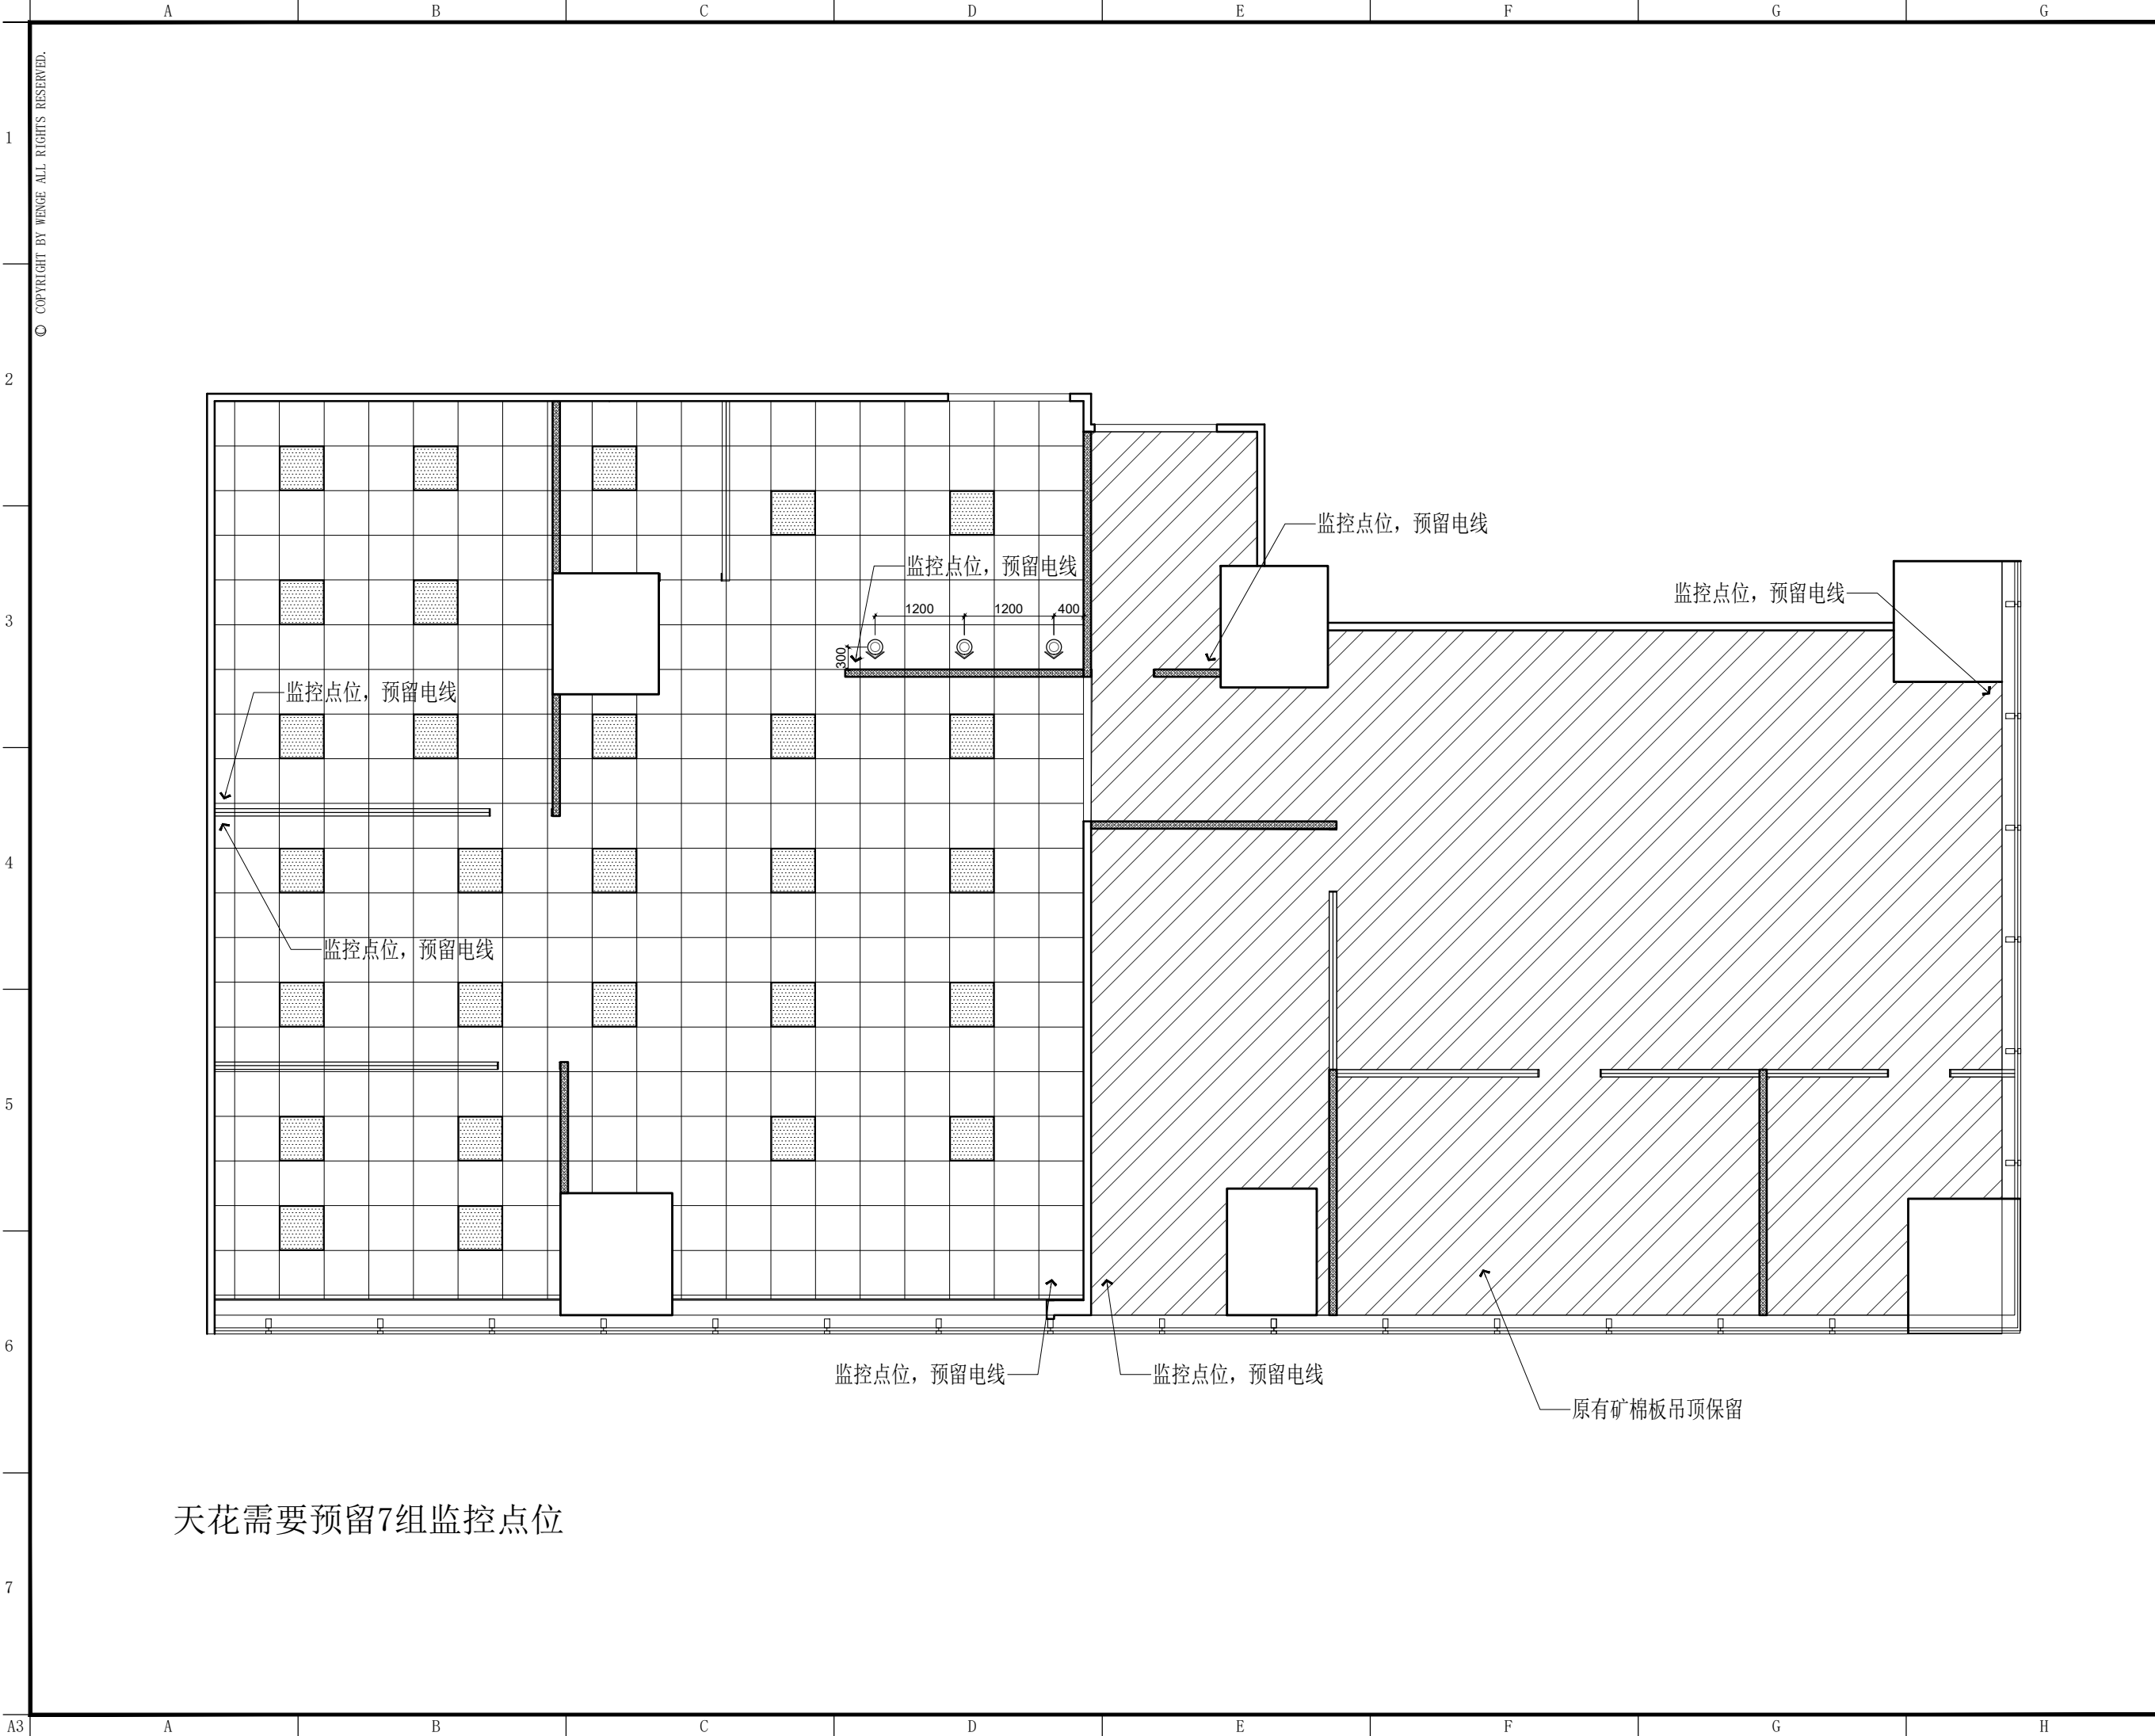 A B C D E F G G
© COPYRIGHT BY WENGE ALL RIGHTS RESERVED.
1
2
监控点位，预留电线
监控点位，预留电线
监控点位，预留电线
1200 1200 400
300
3
监控点位，预留电线
4
监控点位，预留电线
5
6
监控点位，预留电线
监控点位，预留电线
原有矿棉板吊顶保留
天花需要预留7组监控点位
7
A3 A B C D E F G H